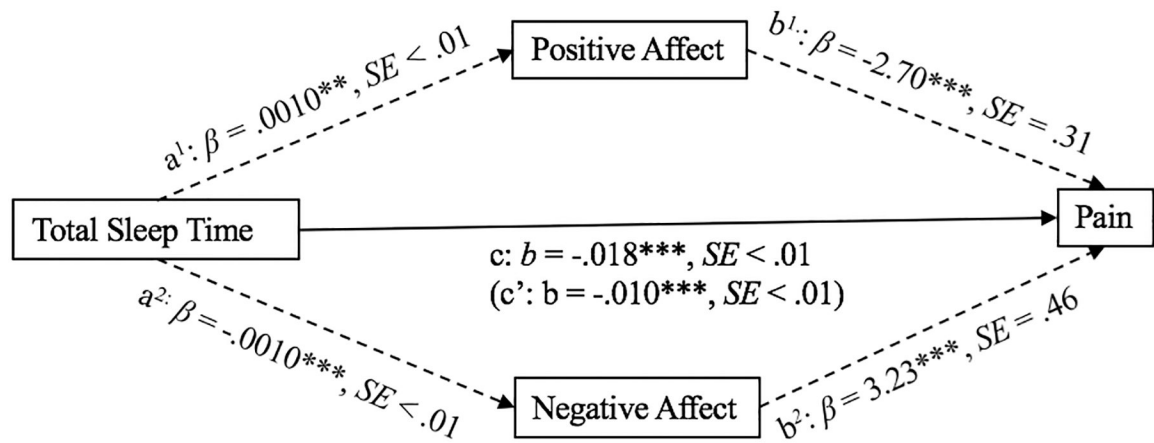 a¹: β = .0010**, SE < .01
Positive Affect
b¹·: β = -2.70***, SE = .31
Total Sleep Time
Pain
c: b = -.018***, SE < .01
(c’: b = -.010***, SE < .01)
a²: β = -.0010***, SE < .01
Negative Affect
b²: β = 3.23***, SE = .46